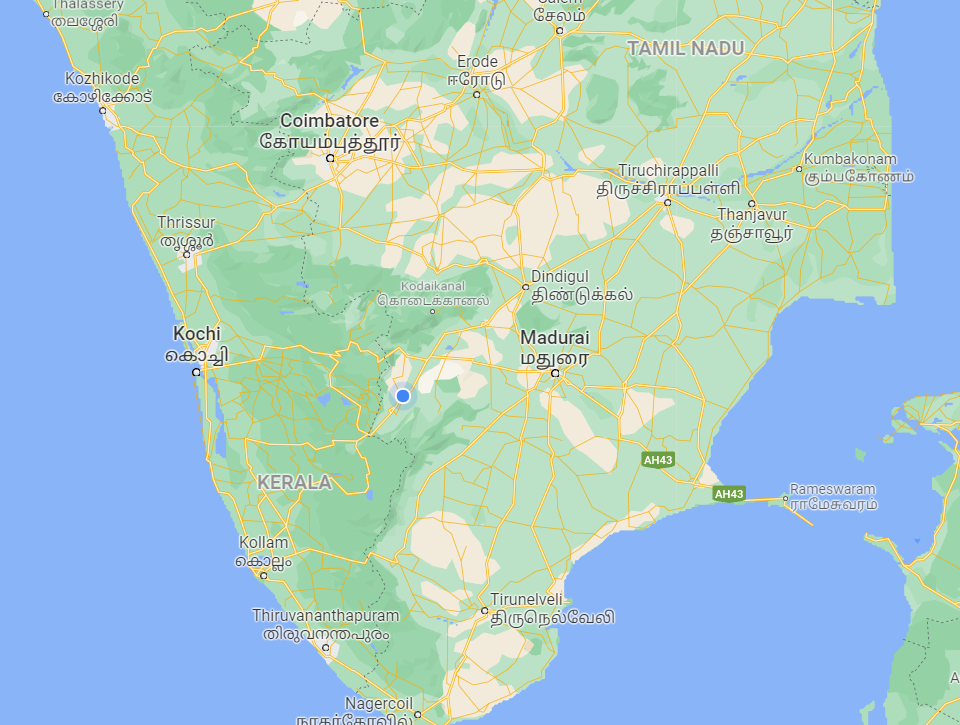 Thalassery
തലശ്ശേരി
Salem
சேலம்
TAMIL NADU
Erode
ஈரோடு
Kozhikode
കോഴിക്കോട്
Coimbatore
கோயம்புத்தூர்
Kumbakonam
கும்பகோணம்
Tiruchirappalli
திருச்சிராப்பள்ளி
Thanjavur
தஞ்சாவூர்
Thrissur
തൃശ്ശൂർ
Dindigul
திண்டுக்கல்
Kodaikanal
கொடைக்கானல்
Kochi
കൊച്ചി
Madurai
மதுரை
AH43
KERALA
AH43
Rameswaram
ராமேசுவரம்
Kollam
കൊല്ലം
Tirunelveli
திருநெல்வேலி
Thiruvananthapuram
തിരുവനന്തപുരം
Nagercoil
நாகர்கோவில்
A